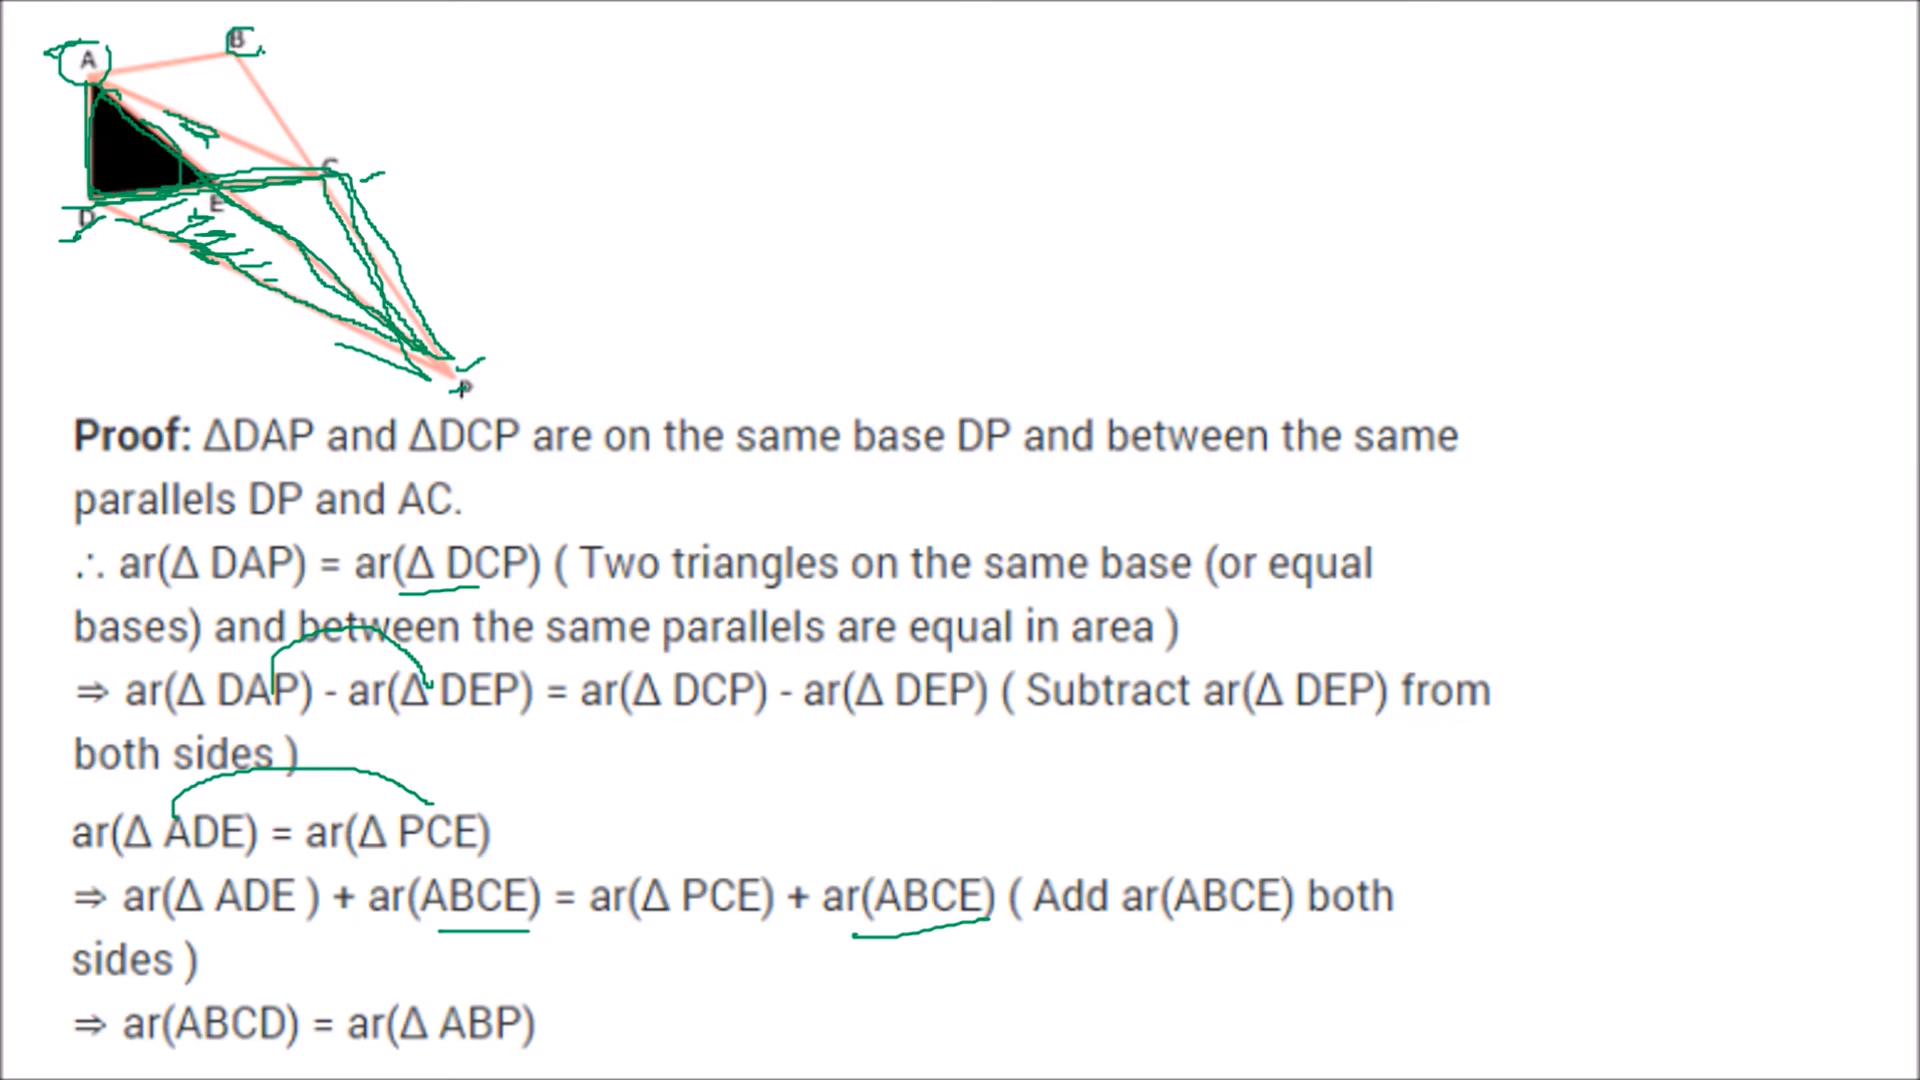 B
A
C
D
E
P
Proof: ΔDAP and ΔDCP are on the same base DP and between the same
parallels DP and AC.
∴ ar(Δ DAP) = ar(Δ DCP) ( Two triangles on the same base (or equal
bases) and between the same parallels are equal in area )
⇒ ar(Δ DAP) - ar(Δ DEP) = ar(Δ DCP) - ar(Δ DEP) ( Subtract ar(Δ DEP) from
both sides )
ar(Δ ADE) = ar(Δ PCE)
⇒ ar(Δ ADE ) + ar(ABCE) = ar(Δ PCE) + ar(ABCE) ( Add ar(ABCE) both
sides )
⇒ ar(ABCD) = ar(Δ ABP)